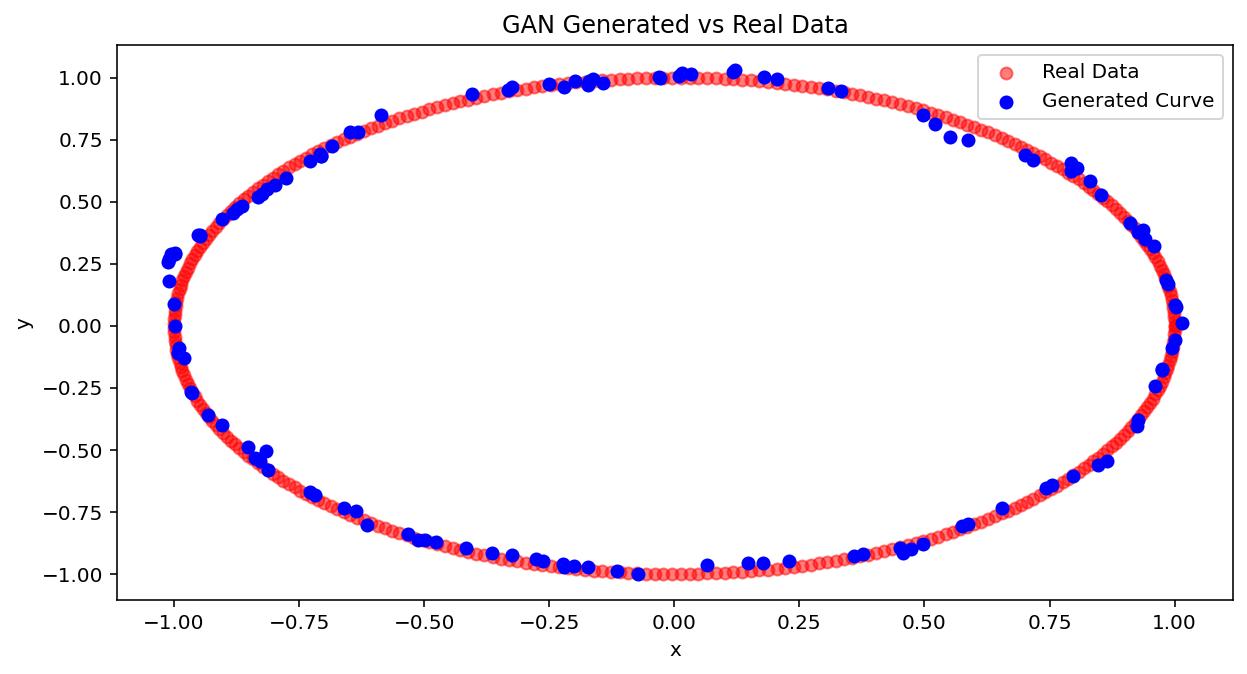 GAN Generated vs Real Data
Real Data
Generated Curve
1.00
0.75
0.50
0.25
0.00
−0.25
−0.50
−0.75
−1.00
y
−1.00 −0.75 −0.50 −0.25 0.00 0.25 0.50 0.75 1.00
x